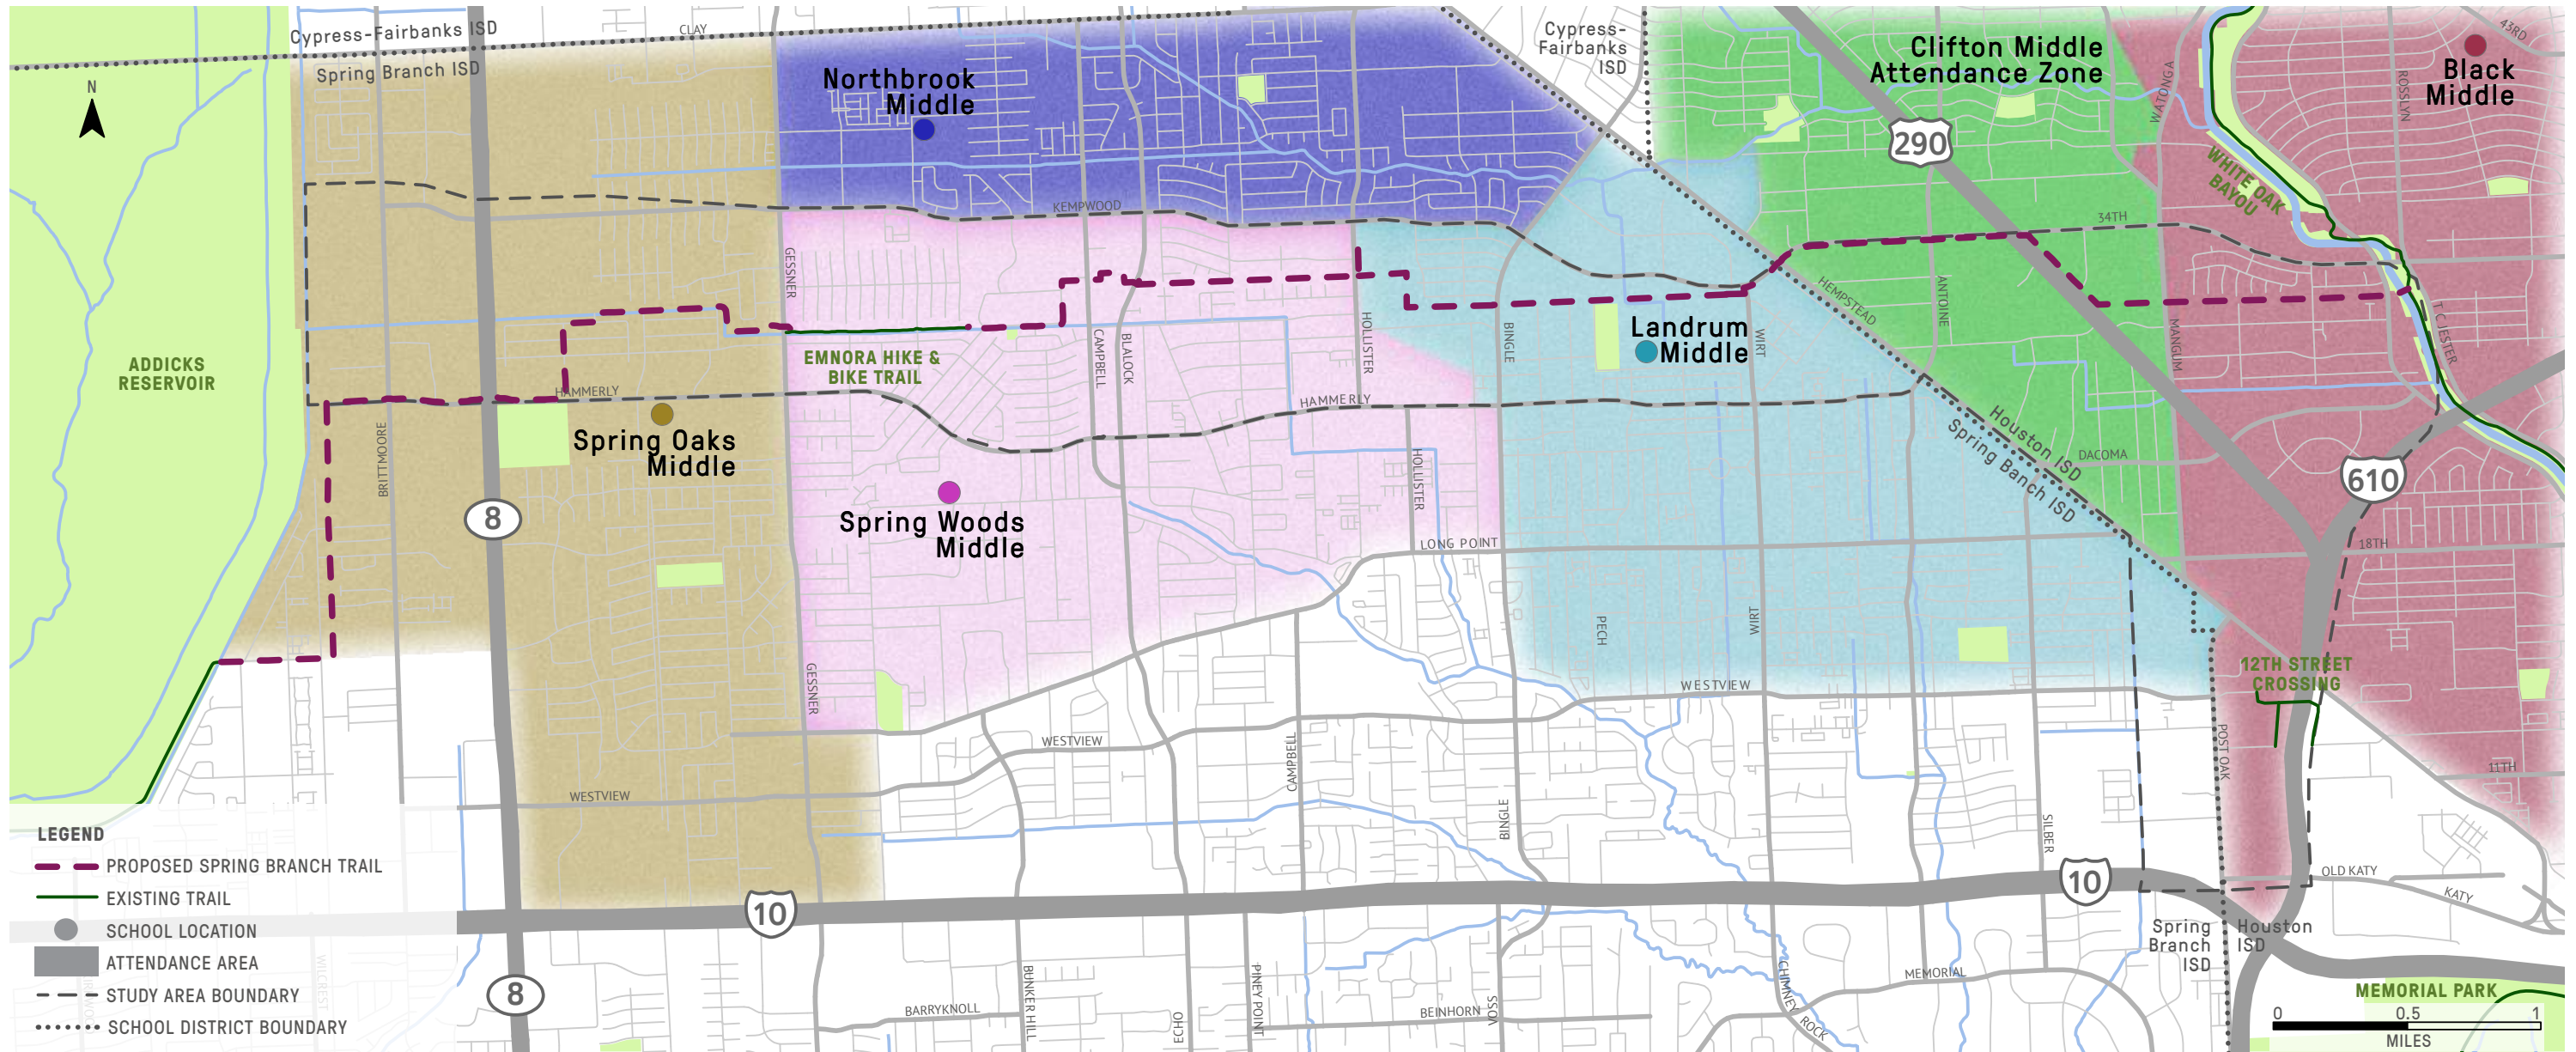 Cypress-Fairbanks ISD
Spring Branch ISD
CLAY
Cypress-
Fairbanks
ISD
Northbrook
Middle
Clifton Middle
Attendance Zone
Black
Middle
43RD
ROSSLYN
WATONGA
290
WHITE OAK
BAYOU
N
KEMPWOOD
34TH
GESSNER
HEMPSTEAD
ANTOINE
MANGUM
T C JESTER
ADDICKS
RESERVOIR
EMNORA HIKE &
BIKE TRAIL
CAMPBELL
BLALOCK
HOLLISTER
BINGLE
Landrum
Middle
WIRT
HAMMERLY
HAMMERLY
Spring Oaks
Middle
BRITTMOORE
HOLLISTER
Houston ISD
Spring Branch ISD
DACOMA
610
8
Spring Woods
Middle
LONG POINT
18TH
PECH
WIRT
GESSNER
12TH STREET
CROSSING
WESTVIEW
WESTVIEW
WESTVIEW
CAMPBELL
BINGLE
SILBER
POST OAK
11TH
OLD KATY
KATY
10
10
8
Spring
Branch
ISD
Houston
ISD
LEGEND
PROPOSED SPRING BRANCH TRAIL
EXISTING TRAIL
SCHOOL LOCATION
ATTENDANCE AREA
STUDY AREA BOUNDARY
SCHOOL DISTRICT BOUNDARY
WILCREST
BARRYKNOLL
BUNKER HILL
ECHO
PINEY POINT
BEINHORN
VOSS
CHIMNEY ROCK
MEMORIAL
MEMORIAL PARK
0 0.5 1
MILES